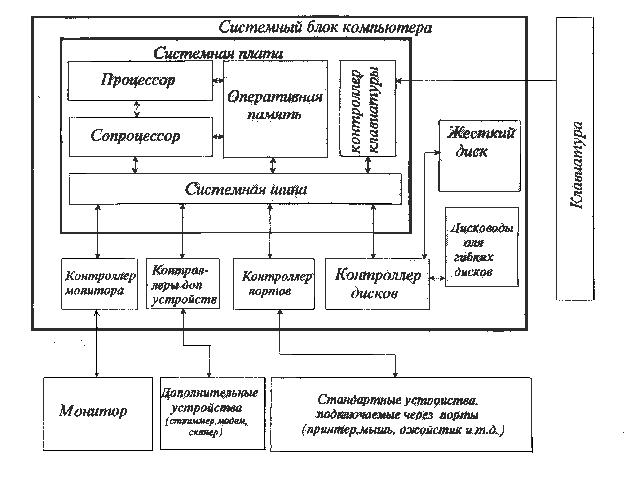 Системный блок компьютера
Системная плата
Процессор
Оперативная
память
контроллер
клавиатуры
Сопроцессор
Жесткий
диск
Клавиатура
Системная шина
Дисководы
для
гибких
дисков
Контроллер
монитора
Контрол-
леры доп
устройств
Контроллер
портов
Контроллер
дисков
Монитор
Дополнительные
устройства
(стриммер, модем,
сканер)
Стандартные устройства,
подключаемые через порты
(принтер,мышь, джойстик и.т.д.)